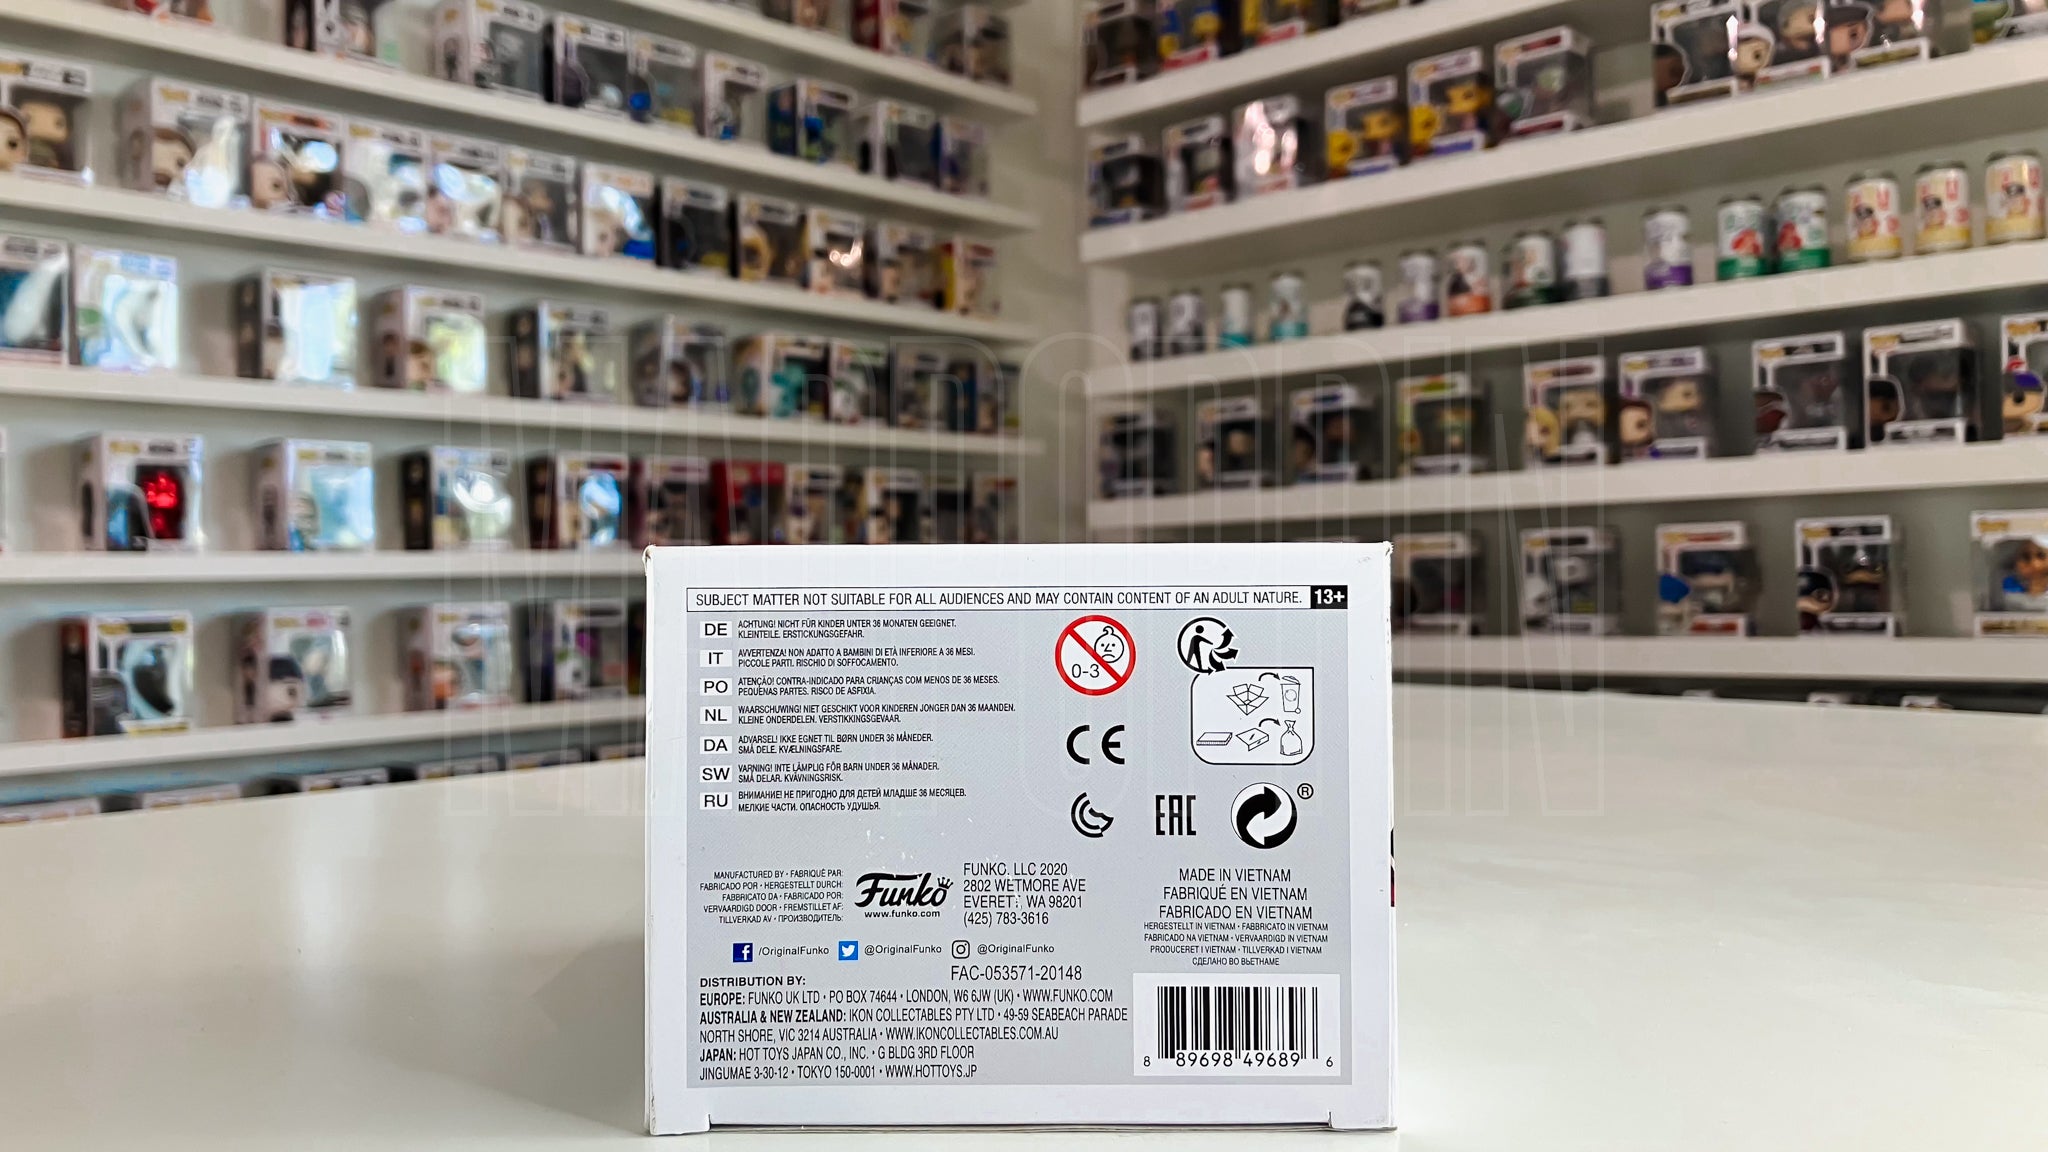 MAPPOPPIN
SUBJECT MATTER NOT SUITABLE FOR ALL AUDIENCES AND MAY CONTAIN CONTENT OF AN ADULT NATURE. 13+
DE ACHTUNG! NICHT FÜR KINDER UNTER 36 MONATEN GEEIGNET.
KLEINTEILE. ERSTICKUNGSGEFAHR.
IT AVVERTENZA! NON ADATTO A BAMBINI DI ETÀ INFERIORE A 36 MESI.
PICCOLE PARTI. RISCHIO DI SOFFOCAMENTO.
PO ATENÇÃO! CONTRA-INDICADO PARA CRIANÇAS COM MENOS DE 36 MESES.
PEQUENAS PARTES. RISCO DE ASFIXIA.
NL WAARSCHUWING! NIET GESCHIKT VOOR KINDEREN JONGER DAN 36 MAANDEN.
KLEINE ONDERDELEN. VERSTIKKINGSGEVAAR.
DA ADVARSEL! IKKE EGNET TIL BØRN UNDER 36 MÅNEDER.
SMÅ DELE. KVÆLNINGSFARE.
SW VARNING! INTE LÄMPLIG FÖR BARN UNDER 36 MÅNADER.
SMÅ DELAR. KVÄVNINGSRISK.
RU ВНИМАНИЕ! НЕ ПРИГОДНО ДЛЯ ДЕТЕЙ МЛАДШЕ 36 МЕСЯЦЕВ.
МЕЛКИЕ ЧАСТИ. ОПАСНОСТЬ УДУШЬЯ.
0-3
CE
EAC
®
MANUFACTURED BY • FABRIQUÉ PAR:
FABRICADO POR • HERGESTELLT DURCH:
FABBRICATO DA • FABRICADO POR:
VERVAARDIGD DOOR • FREMSTILLET AF:
TILLVERKAD AV • ПРОИЗВОДИТЕЛЬ:
Funko
www.funko.com
FUNKO, LLC 2020
2802 WETMORE AVE
EVERETT, WA 98201
(425) 783-3616
MADE IN VIETNAM
FABRIQUÉ EN VIETNAM
FABRICADO EN VIETNAM
HERGESTELLT IN VIETNAM • FABBRICATO IN VIETNAM
FABRICADO NA VIETNAM • VERVAARDIGD IN VIETNAM
PRODUCERET I VIETNAM • TILLVERKAD I VIETNAM
СДЕЛАНО ВО ВЬЕТНАМЕ
/OriginalFunko @OriginalFunko @OriginalFunko
FAC-053571-20148
DISTRIBUTION BY:
EUROPE: FUNKO UK LTD • PO BOX 74644 • LONDON, W6 6JW (UK) • WWW.FUNKO.COM
AUSTRALIA & NEW ZEALAND: IKON COLLECTABLES PTY LTD • 49-59 SEABEACH PARADE
NORTH SHORE, VIC 3214 AUSTRALIA • WWW.IKONCOLLECTABLES.COM.AU
JAPAN: HOT TOYS JAPAN CO., INC. • G BLDG 3RD FLOOR
JINGUMAE 3-30-12 • TOKYO 150-0001 • WWW.HOTTOYS.JP
8 89698 49689 6